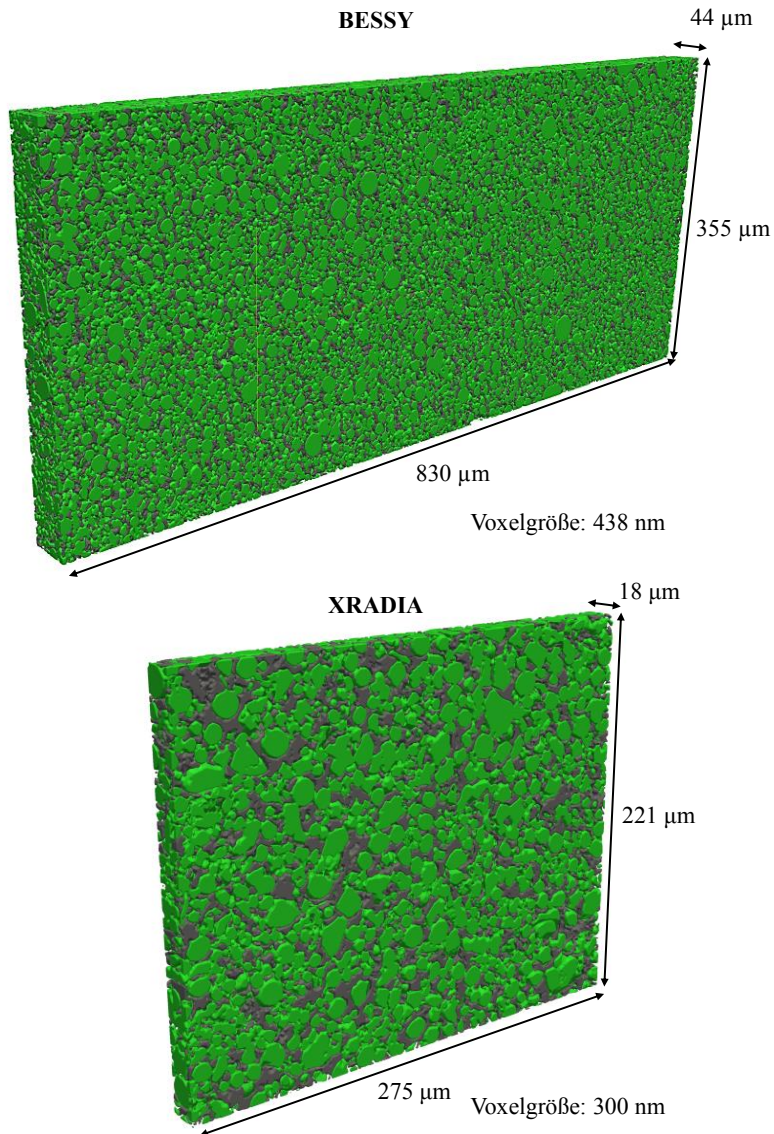 BESSY
44 µm
355 µm
830 µm
Voxelgröße: 438 nm
XRADIA
18 µm
221 µm
275 µm
Voxelgröße: 300 nm